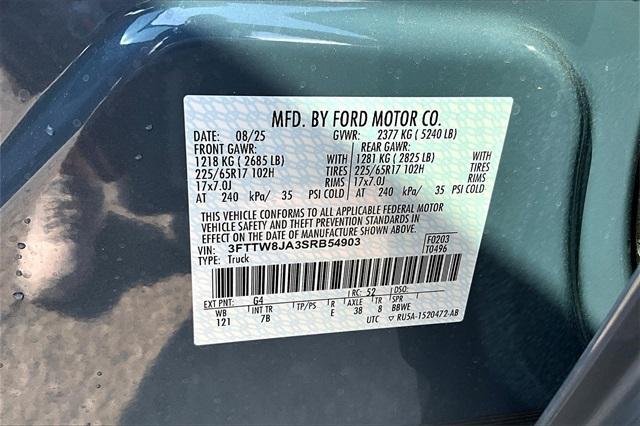 MFD. BY FORD MOTOR CO.
DATE: 08/25 GVWR: 2377 KG ( 5240 LB)
FRONT GAWR: REAR GAWR:
1218 KG ( 2685 LB) WITH 1281 KG ( 2825 LB) WITH
225/65R17 102H TIRES 225/65R17 102H TIRES
17x7.0J RIMS 17x7.0J RIMS
AT 240 kPa/ 35 PSI COLD AT 240 kPa/ 35 PSI COLD
THIS VEHICLE CONFORMS TO ALL APPLICABLE FEDERAL MOTOR
VEHICLE SAFETY AND THEFT PREVENTION STANDARDS IN
EFFECT ON THE DATE OF MANUFACTURE SHOWN ABOVE.
VIN: 3FTTW8JA3SRB54903 F0203
TYPE: Truck T0496
EXT PNT: G4 RC: 52 DSO:
WB INT TR TP/PS R AXLE TR SPR
121 7B E 38 8 BBWE
UTC ▽ RU5A-1520472-AB